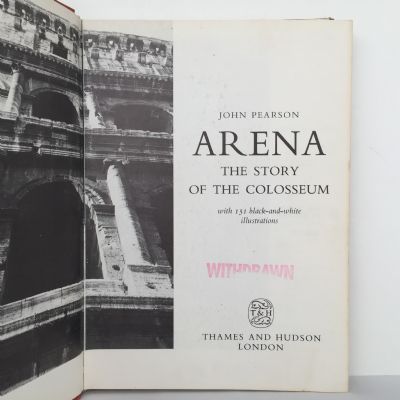 JOHN PEARSON
ARENA
THE STORY
OF THE COLOSSEUM
with 131 black-and-white
illustrations
WITHDRAWN
T&H
THAMES AND HUDSON
LONDON